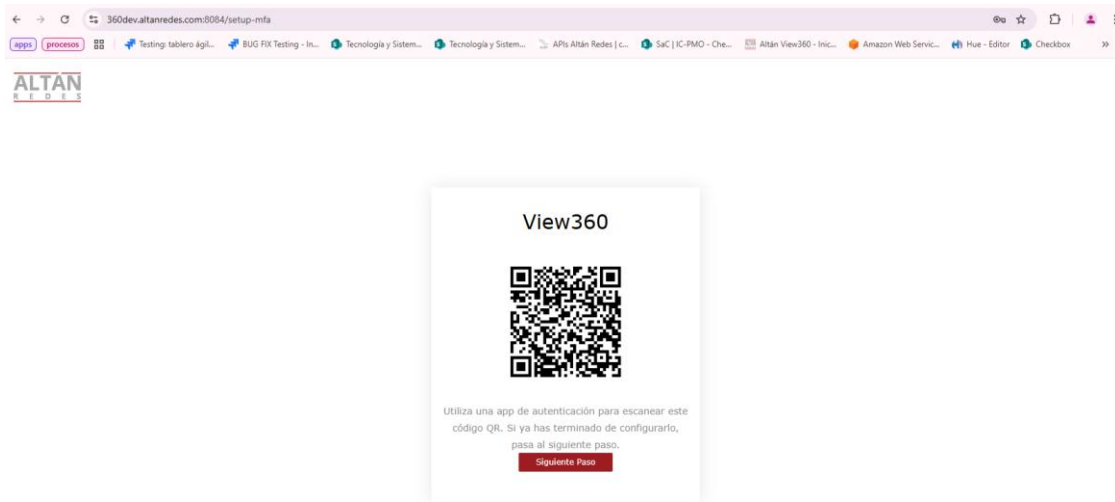 360dev.altanredes.com:8084/setup-mfa
apps procesos Testing: tablero ágil... BUG FIX Testing - In... Tecnología y Sistem... Tecnología y Sistem... APIs Altán Redes | c... SaC | IC-PMO - Che... Altán View360 - Inic... Amazon Web Servic... Hue - Editor Checkbox »
ALTÁN
REDES
View360
Utiliza una app de autenticación para escanear este
código QR. Si ya has terminado de configurarlo,
pasa al siguiente paso.
Siguiente Paso